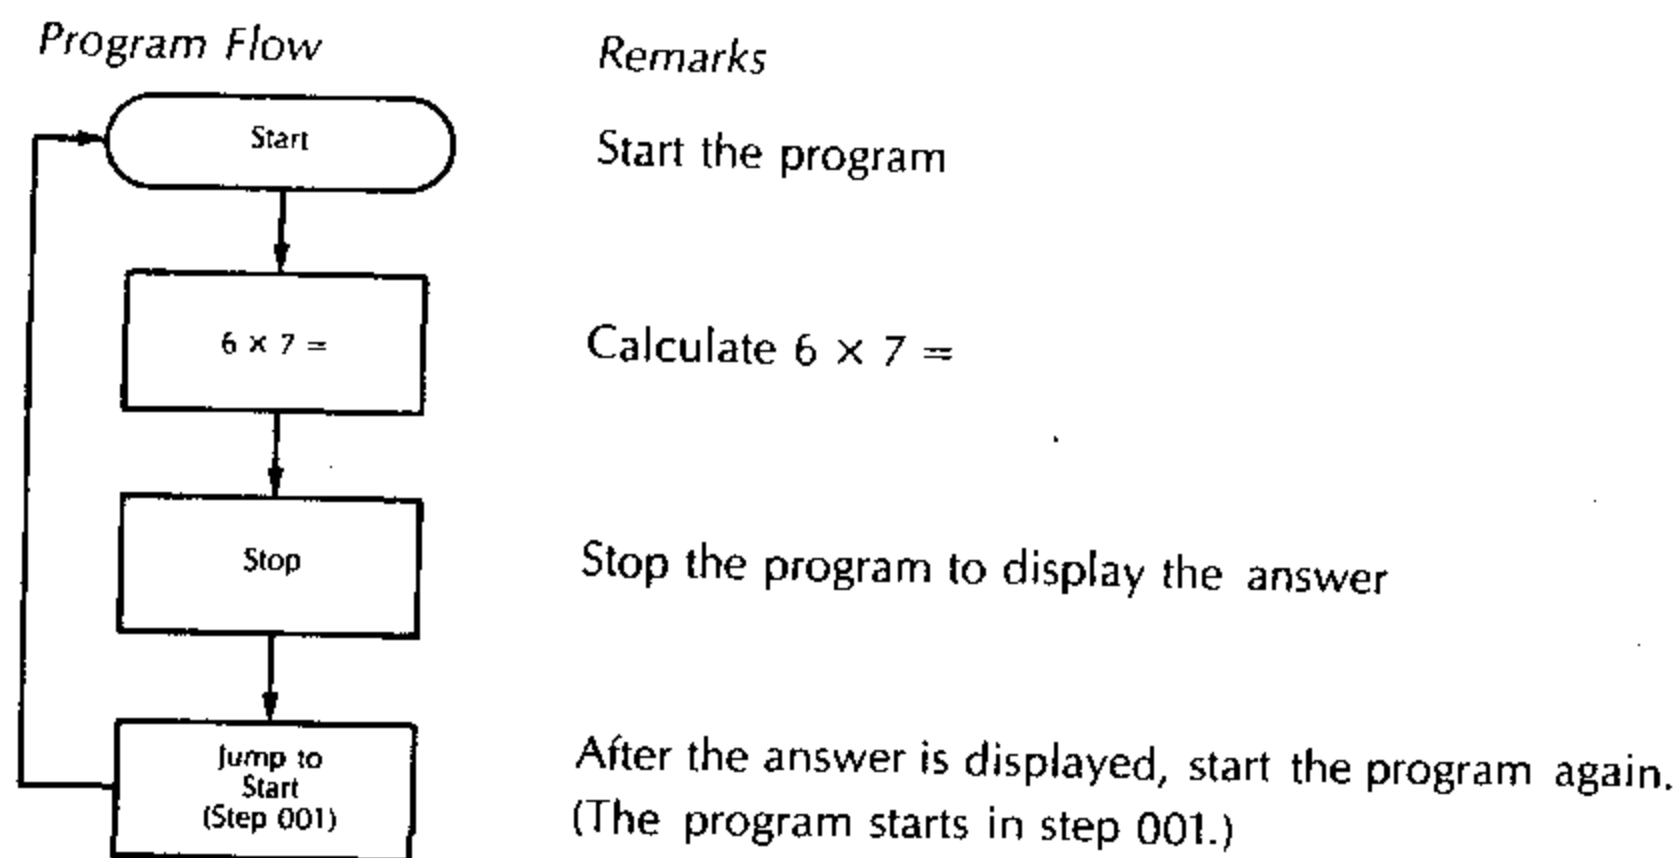 Program Flow
Remarks
Start
Start the program
6 × 7 =
Calculate 6 × 7 =
Stop
Stop the program to display the answer
Jump to
Start
(Step 001)
After the answer is displayed, start the program again.
(The program starts in step 001.)